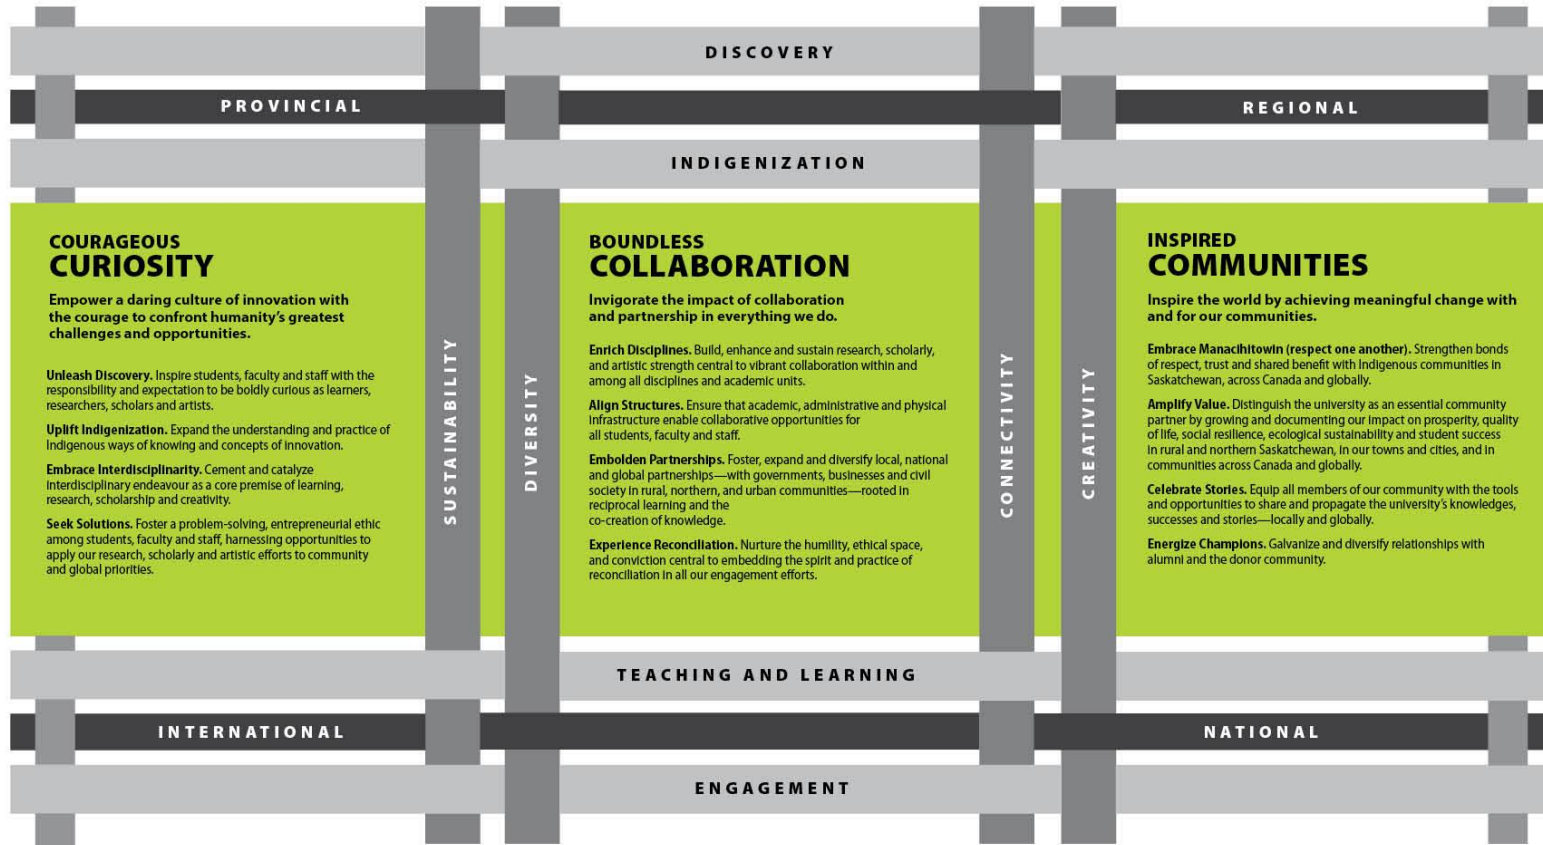 DISCOVERY
PROVINCIAL
REGIONAL
INDIGENIZATION
COURAGEOUS
CURIOSITY
Empower a daring culture of innovation with
the courage to confront humanity's greatest
challenges and opportunities.
Unleash Discovery. Inspire students, faculty and staff with the
responsibility and expectation to be boldly curious as learners,
researchers, scholars and artists.
Uplift Indigenization. Expand the understanding and practice of
Indigenous ways of knowing and concepts of innovation.
Embrace Interdisciplinarity. Cement and catalyze
interdisciplinary endeavour as a core premise of learning,
research, scholarship and creativity.
Seek Solutions. Foster a problem-solving, entrepreneurial ethic
among students, faculty and staff, harnessing opportunities to
apply our research, scholarly and artistic efforts to community
and global priorities.
SUSTAINABILITY
DIVERSITY
BOUNDLESS
COLLABORATION
Invigorate the impact of collaboration
and partnership in everything we do.
Enrich Disciplines. Build, enhance and sustain research, scholarly,
and artistic strength central to vibrant collaboration within and
among all disciplines and academic units.
Align Structures. Ensure that academic, administrative and physical
infrastructure enable collaborative opportunities for
all students, faculty and staff.
Embolden Partnerships. Foster, expand and diversify local, national
and global partnerships—with governments, businesses and civil
society in rural, northern, and urban communities—rooted in
reciprocal learning and the
co-creation of knowledge.
Experience Reconciliation. Nurture the humility, ethical space,
and conviction central to embedding the spirit and practice of
reconciliation in all our engagement efforts.
CONNECTIVITY
CREATIVITY
INSPIRED
COMMUNITIES
Inspire the world by achieving meaningful change with
and for our communities.
Embrace Manacihitowin (respect one another). Strengthen bonds
of respect, trust and shared benefit with Indigenous communities in
Saskatchewan, across Canada and globally.
Amplify Value. Distinguish the university as an essential community
partner by growing and documenting our impact on prosperity, quality
of life, social resilience, ecological sustainability and student success
in rural and northern Saskatchewan, in our towns and cities, and in
communities across Canada and globally.
Celebrate Stories. Equip all members of our community with the tools
and opportunities to share and propagate the university's knowledges,
successes and stories—locally and globally.
Energize Champions. Galvanize and diversify relationships with
alumni and the donor community.
TEACHING AND LEARNING
INTERNATIONAL
NATIONAL
ENGAGEMENT